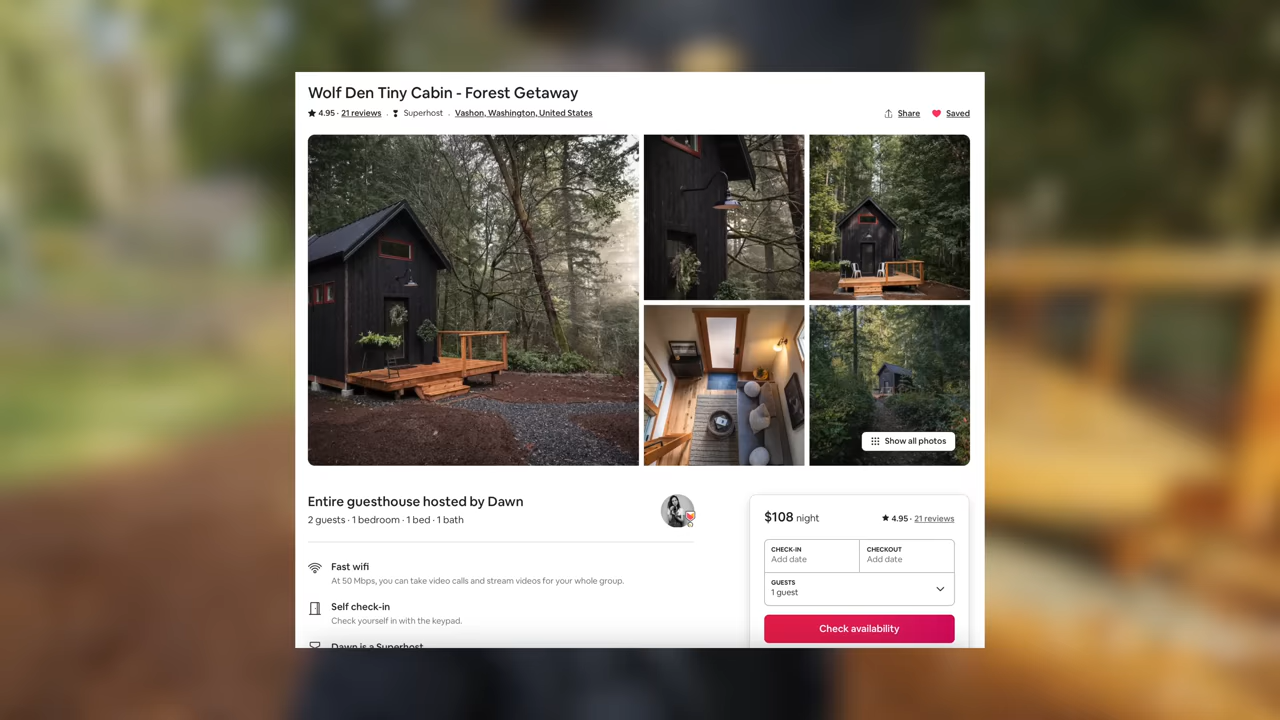 Wolf Den Tiny Cabin - Forest Getaway
4.95 · 21 reviews · Superhost · Vashon, Washington, United States
Share Saved
Show all photos
Entire guesthouse hosted by Dawn
2 guests · 1 bedroom · 1 bed · 1 bath
Fast wifi
At 50 Mbps, you can take video calls and stream videos for your whole group.
Self check-in
Check yourself in with the keypad.
Dawn is a Superhost
$108 night
4.95 · 21 reviews
CHECK-IN CHECKOUT
Add date Add date
GUESTS
1 guest
Check availability